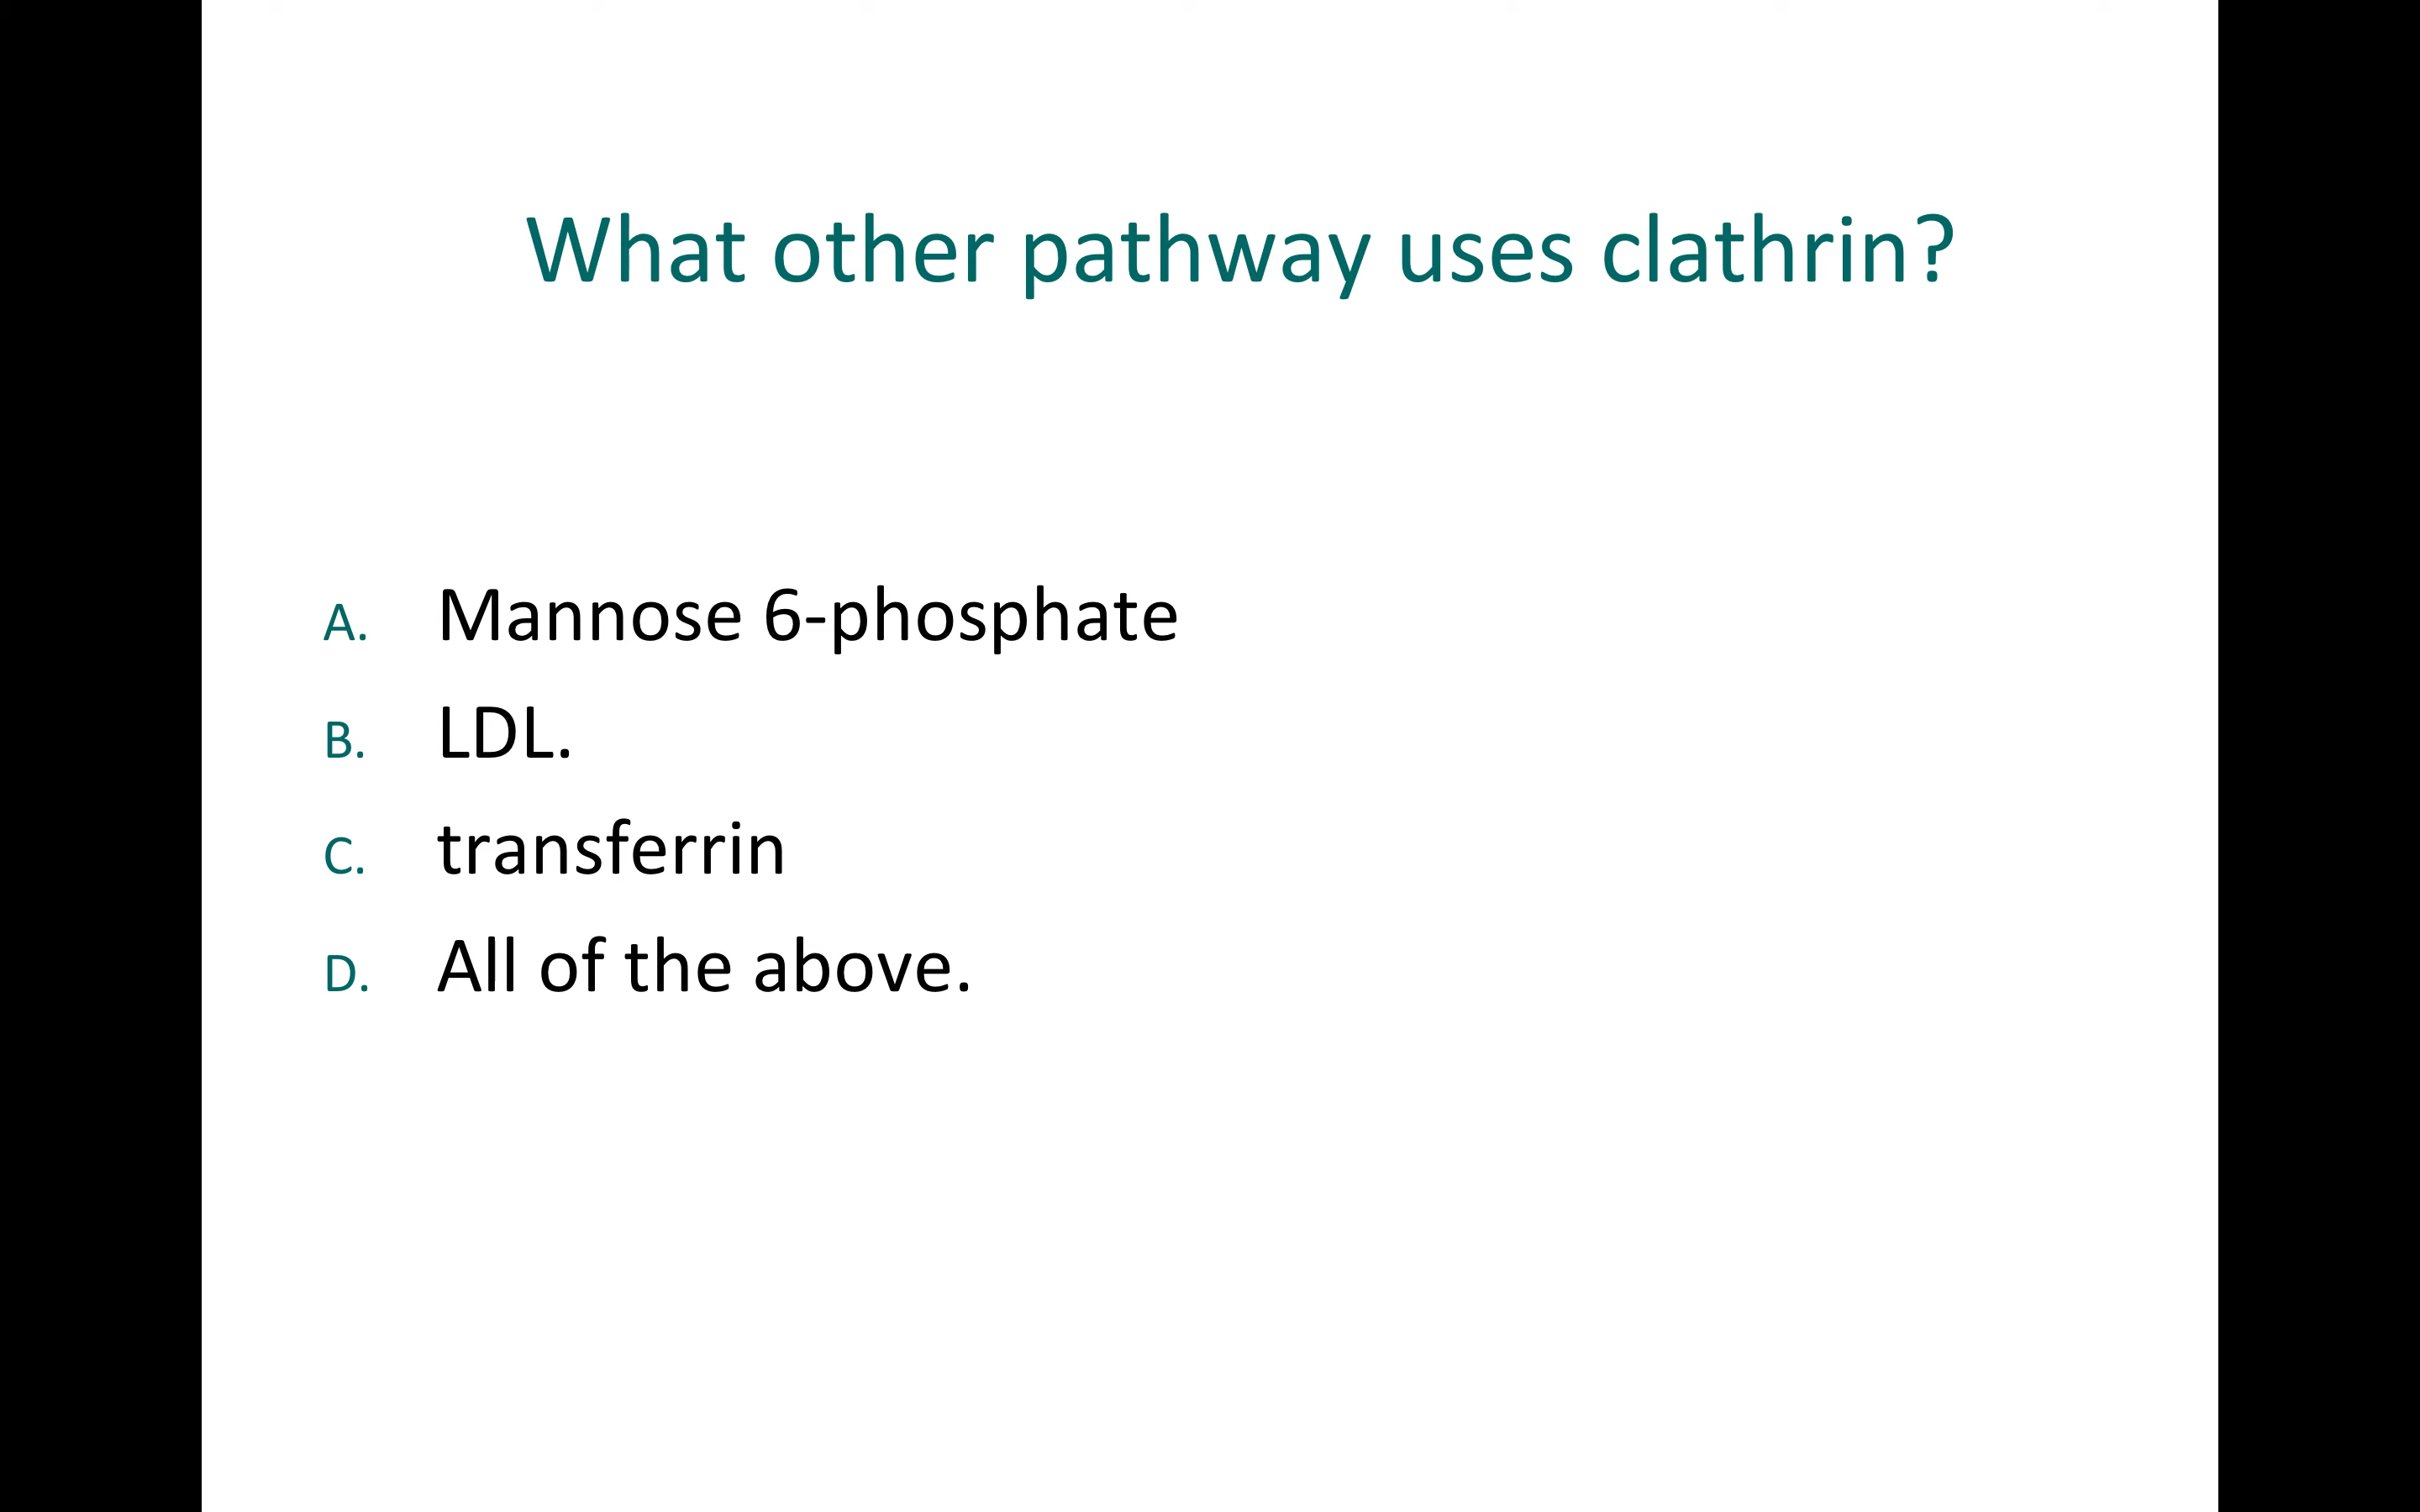 What other pathway uses clathrin?
A. Mannose 6-phosphate
B. LDL.
C. transferrin
D. All of the above.